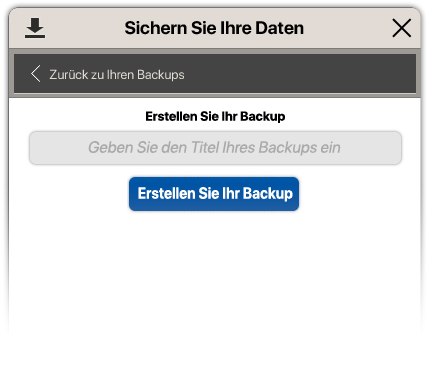 Sichern Sie Ihre Daten
Zurück zu Ihren Backups
Erstellen Sie Ihr Backup
Geben Sie den Titel Ihres Backups ein
Erstellen Sie Ihr Backup